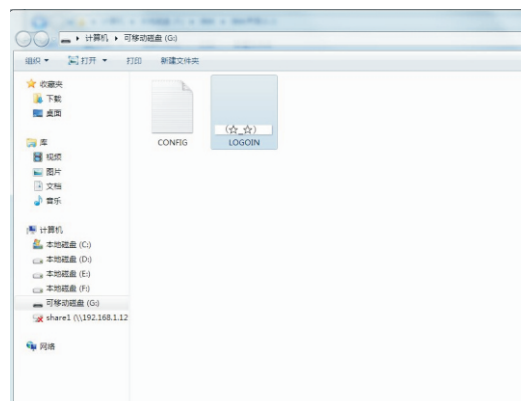 计算机 ▸ 可移动磁盘 (G:)
组织 打开 打印 新建文件夹
收藏夹
下载
桌面
库
视频
图片
文档
音乐
计算机
本地磁盘 (C:)
本地磁盘 (D:)
本地磁盘 (E:)
本地磁盘 (F:)
可移动磁盘 (G:)
share1 (\\192.168.1.12
网络
CONFIG
(☆_☆)
LOGOIN